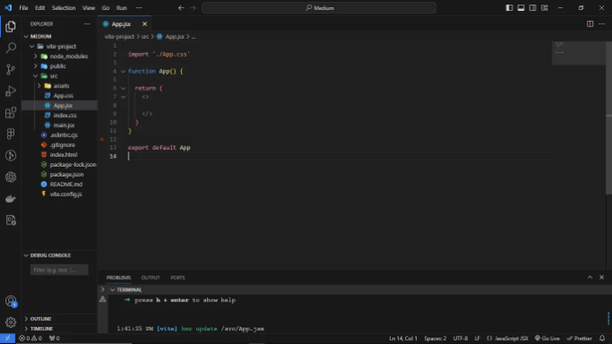 File Edit Selection View Go Run ··· Medium
EXPLORER ···
App.jsx
MEDIUM
vite-project
node_modules
public
src
assets
App.css
App.jsx
index.css
main.jsx
.eslintrc.cjs
.gitignore
index.html
package-lock.json
package.json
README.md
vite.config.js
vite-project > src > App.jsx > ...
1
2 import './App.css'
3
4 function App() {
5
6 return (
7 <>
8
9 </>
10 )
11 }
12
13 export default App
14
DEBUG CONSOLE
Filter (e.g. text, !...
OUTLINE
TIMELINE
PROBLEMS OUTPUT PORTS
TERMINAL
→ press h + enter to show help
1:41:35 PM [vite] hmr update /src/App.jsx
0 0 0 Ln 14, Col 1 Spaces: 2 UTF-8 LF {} JavaScript JSX Go Live Prettier